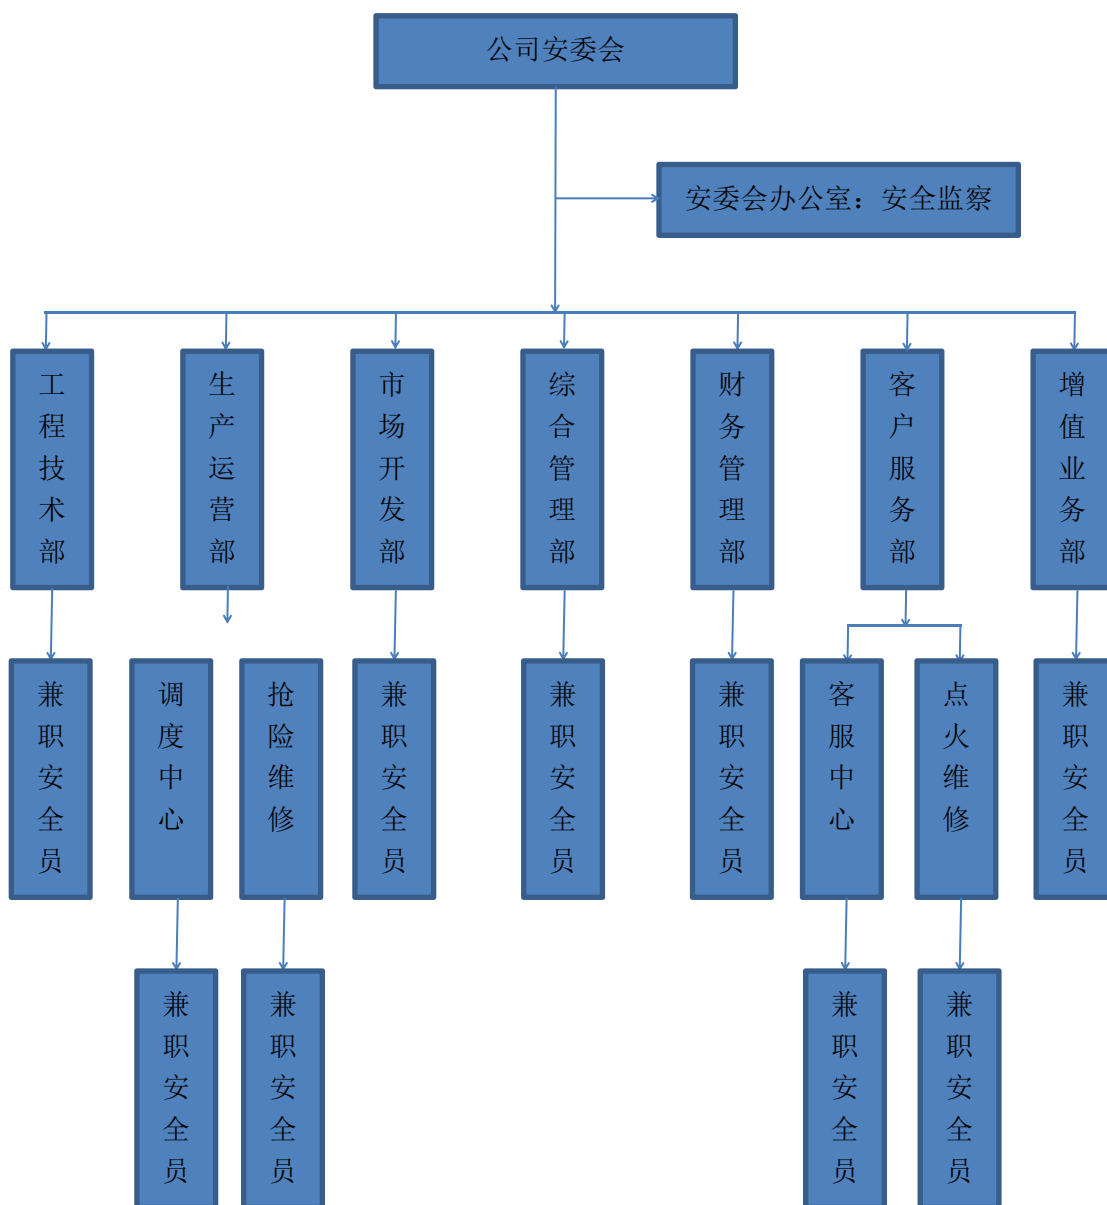 公司安委会
安委会办公室：安全监察
工程技术部
生产运营部
市场开发部
综合管理部
财务管理部
客户服务部
增值业务部
兼职安全员
调度中心
抢险维修
兼职安全员
兼职安全员
兼职安全员
客服中心
点火维修
兼职安全员
兼职安全员
兼职安全员
兼职安全员
兼职安全员